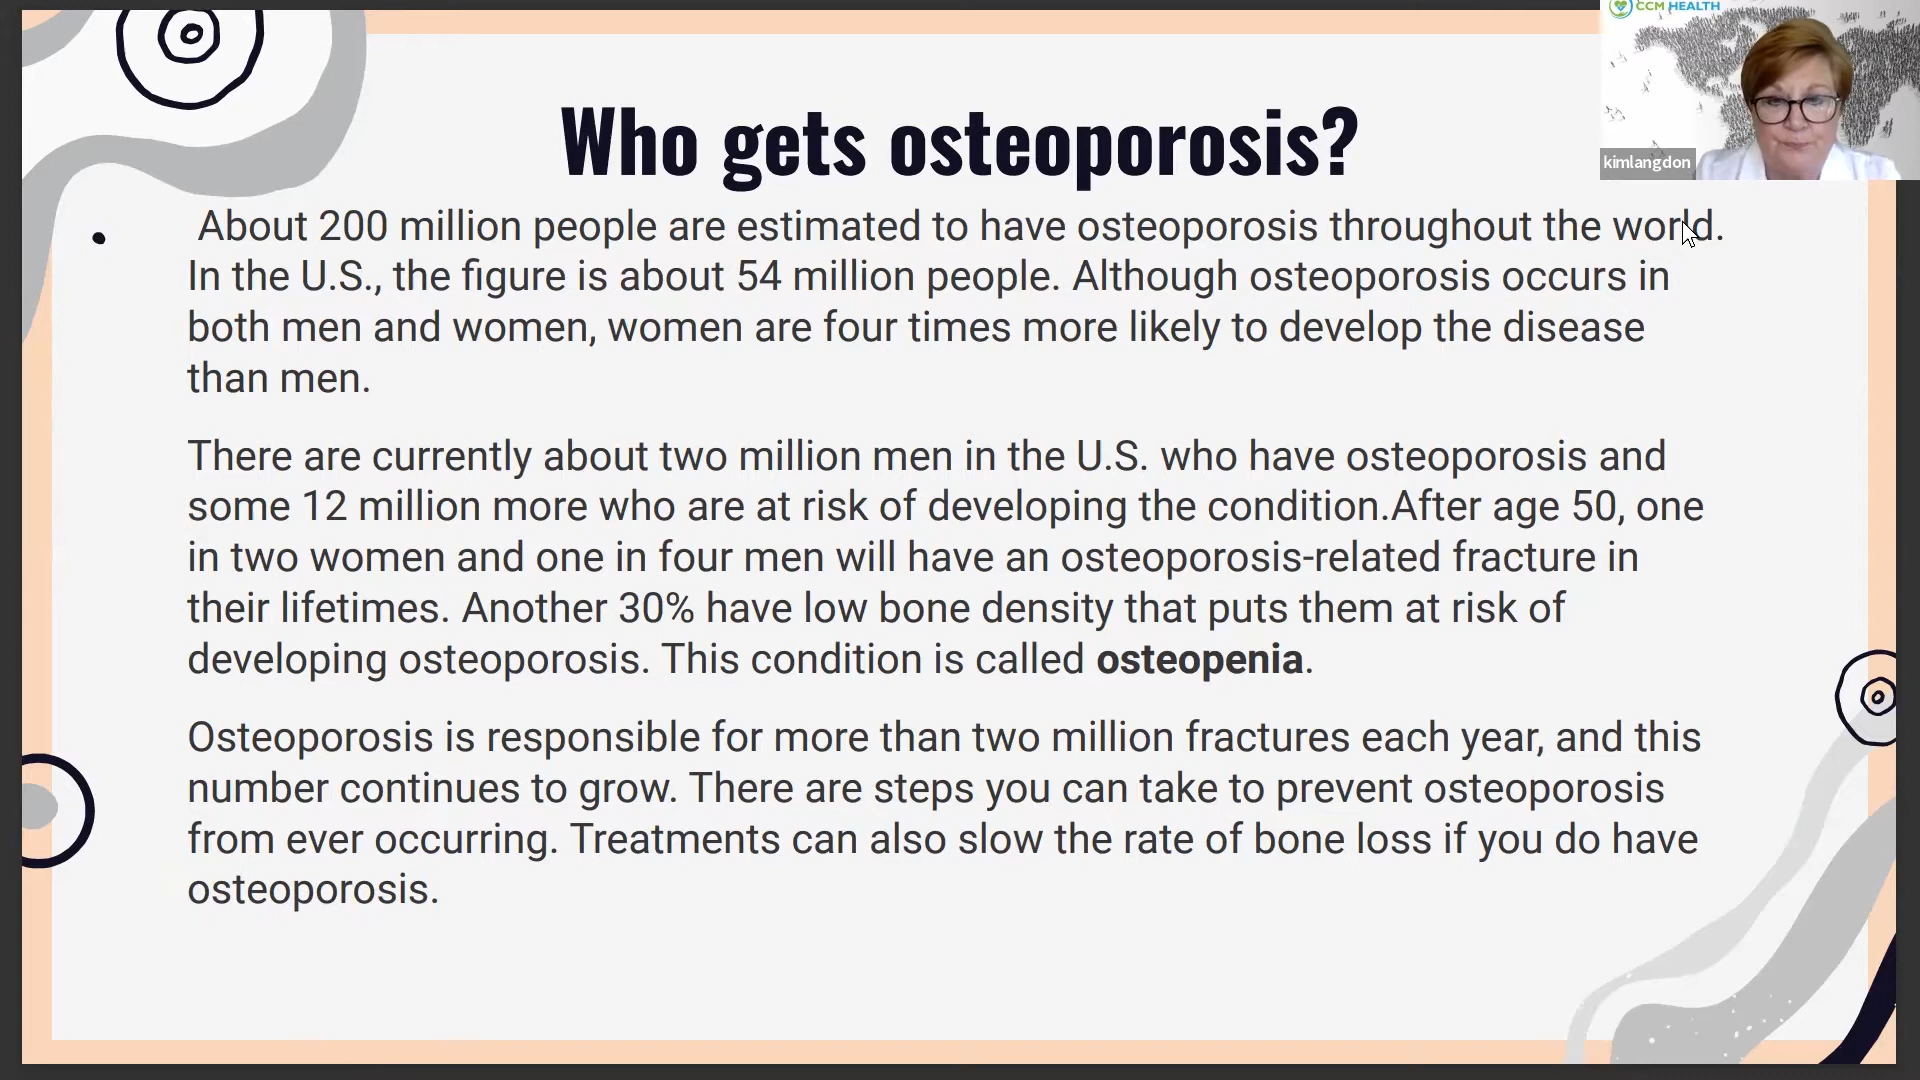 CCM HEALTH
Who gets osteoporosis?
kimlangdon
• About 200 million people are estimated to have osteoporosis throughout the world.
In the U.S., the figure is about 54 million people. Although osteoporosis occurs in
both men and women, women are four times more likely to develop the disease
than men.
There are currently about two million men in the U.S. who have osteoporosis and
some 12 million more who are at risk of developing the condition.After age 50, one
in two women and one in four men will have an osteoporosis-related fracture in
their lifetimes. Another 30% have low bone density that puts them at risk of
developing osteoporosis. This condition is called osteopenia.
Osteoporosis is responsible for more than two million fractures each year, and this
number continues to grow. There are steps you can take to prevent osteoporosis
from ever occurring. Treatments can also slow the rate of bone loss if you do have
osteoporosis.